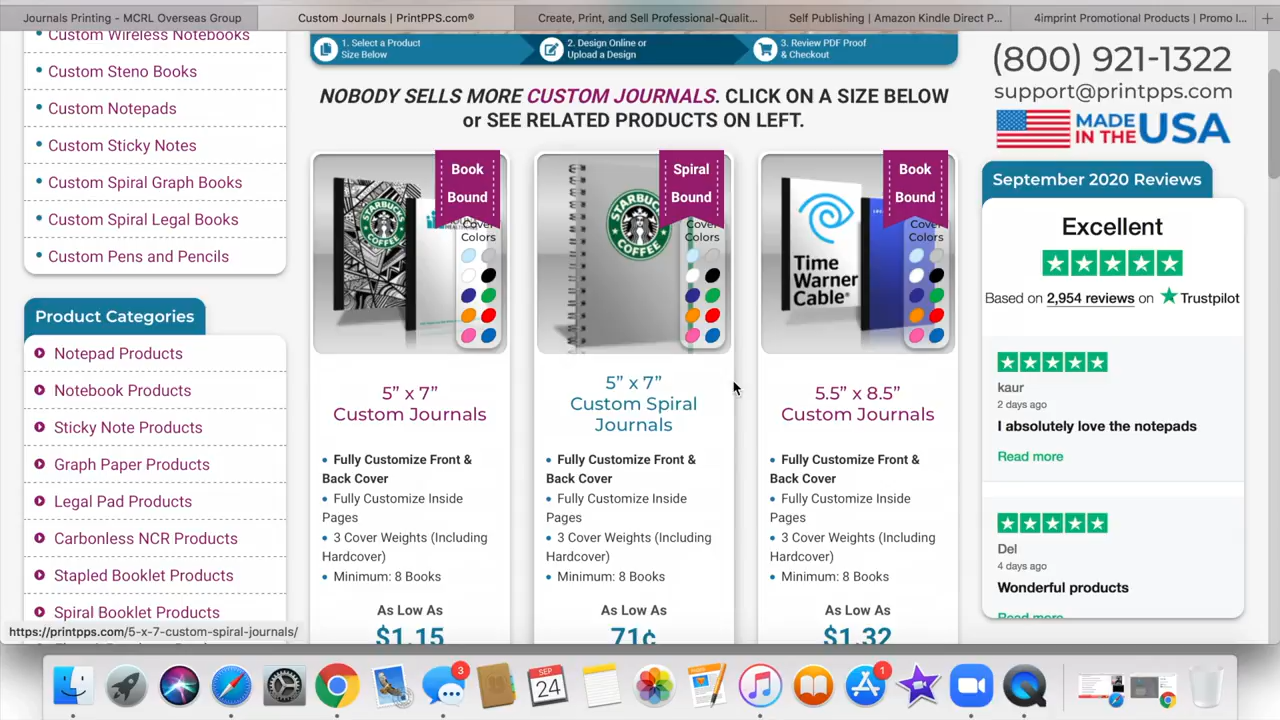 Journals Printing - MCRL Overseas Group
Custom Journals | PrintPPS.com®
Create, Print, and Sell Professional-Qualit...
Self Publishing | Amazon Kindle Direct P...
4imprint Promotional Products | Promo I...
Custom Wireless Notebooks
Custom Steno Books
Custom Notepads
Custom Sticky Notes
Custom Spiral Graph Books
Custom Spiral Legal Books
Custom Pens and Pencils
Product Categories
Notepad Products
Notebook Products
Sticky Note Products
Graph Paper Products
Legal Pad Products
Carbonless NCR Products
Stapled Booklet Products
Spiral Booklet Products
https://printpps.com/5-x-7-custom-spiral-journals/
1. Select a Product
Size Below
2. Design Online or
Upload a Design
3. Review PDF Proof
& Checkout
NOBODY SELLS MORE CUSTOM JOURNALS. CLICK ON A SIZE BELOW
or SEE RELATED PRODUCTS ON LEFT.
Book
Bound
Cover
Colors
STARBUCKS
COFFEE
5” x 7”
Custom Journals
• Fully Customize Front &
Back Cover
• Fully Customize Inside
Pages
• 3 Cover Weights (Including
Hardcover)
• Minimum: 8 Books
As Low As
$1.15
Spiral
Bound
Cover
Colors
STARBUCKS
COFFEE
5” x 7”
Custom Spiral
Journals
• Fully Customize Front &
Back Cover
• Fully Customize Inside
Pages
• 3 Cover Weights (Including
Hardcover)
• Minimum: 8 Books
As Low As
71¢
Book
Bound
Cover
Colors
Time
Warner
Cable®
5.5” x 8.5”
Custom Journals
• Fully Customize Front &
Back Cover
• Fully Customize Inside
Pages
• 3 Cover Weights (Including
Hardcover)
• Minimum: 8 Books
As Low As
$1.32
(800) 921-1322
support@printpps.com
MADE
IN THE USA
September 2020 Reviews
Excellent
Based on 2,954 reviews on Trustpilot
kaur
2 days ago
I absolutely love the notepads
Read more
Del
4 days ago
Wonderful products
Read more
3
SEP
24
1